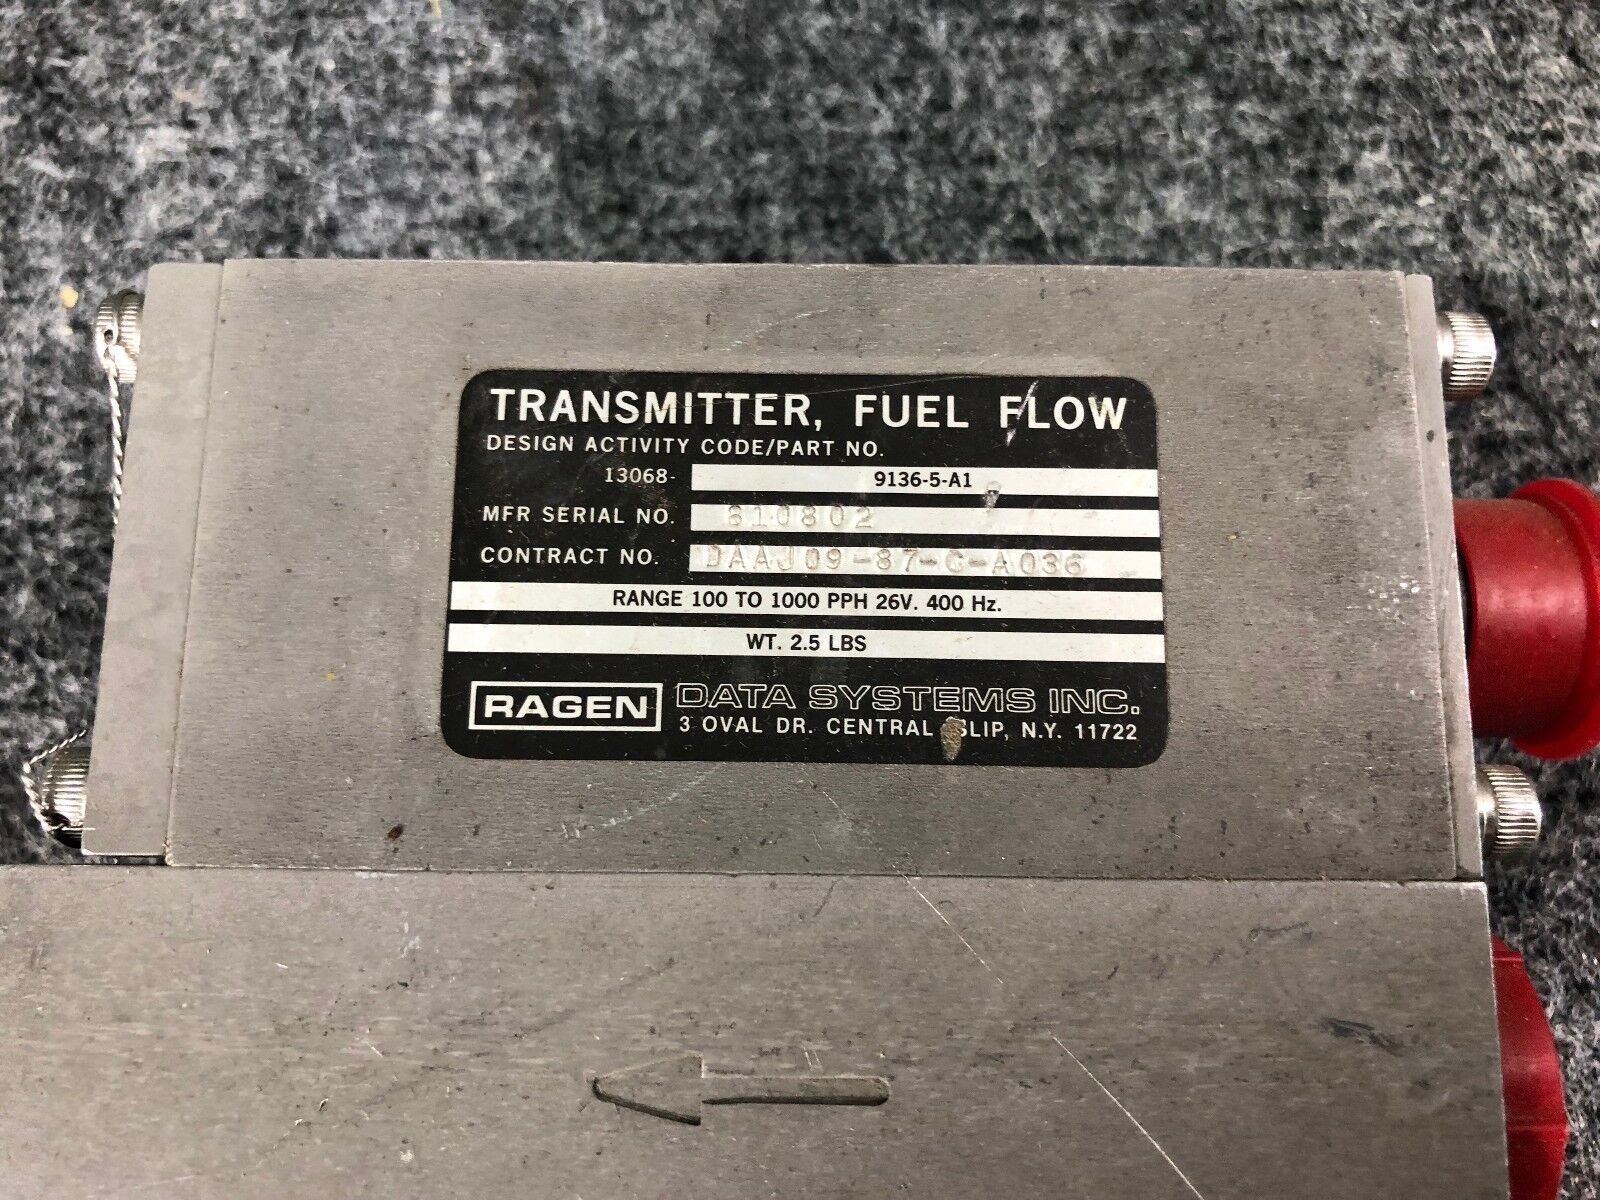 TRANSMITTER, FUEL FLOW
DESIGN ACTIVITY CODE/PART NO.
13068- 9136-5-A1
MFR SERIAL NO. 810802
CONTRACT NO. DAAJ09-87-C-A036
RANGE 100 TO 1000 PPH 26V. 400 Hz.
WT. 2.5 LBS
RAGEN DATA SYSTEMS INC.
3 OVAL DR. CENTRAL ISLIP, N.Y. 11722